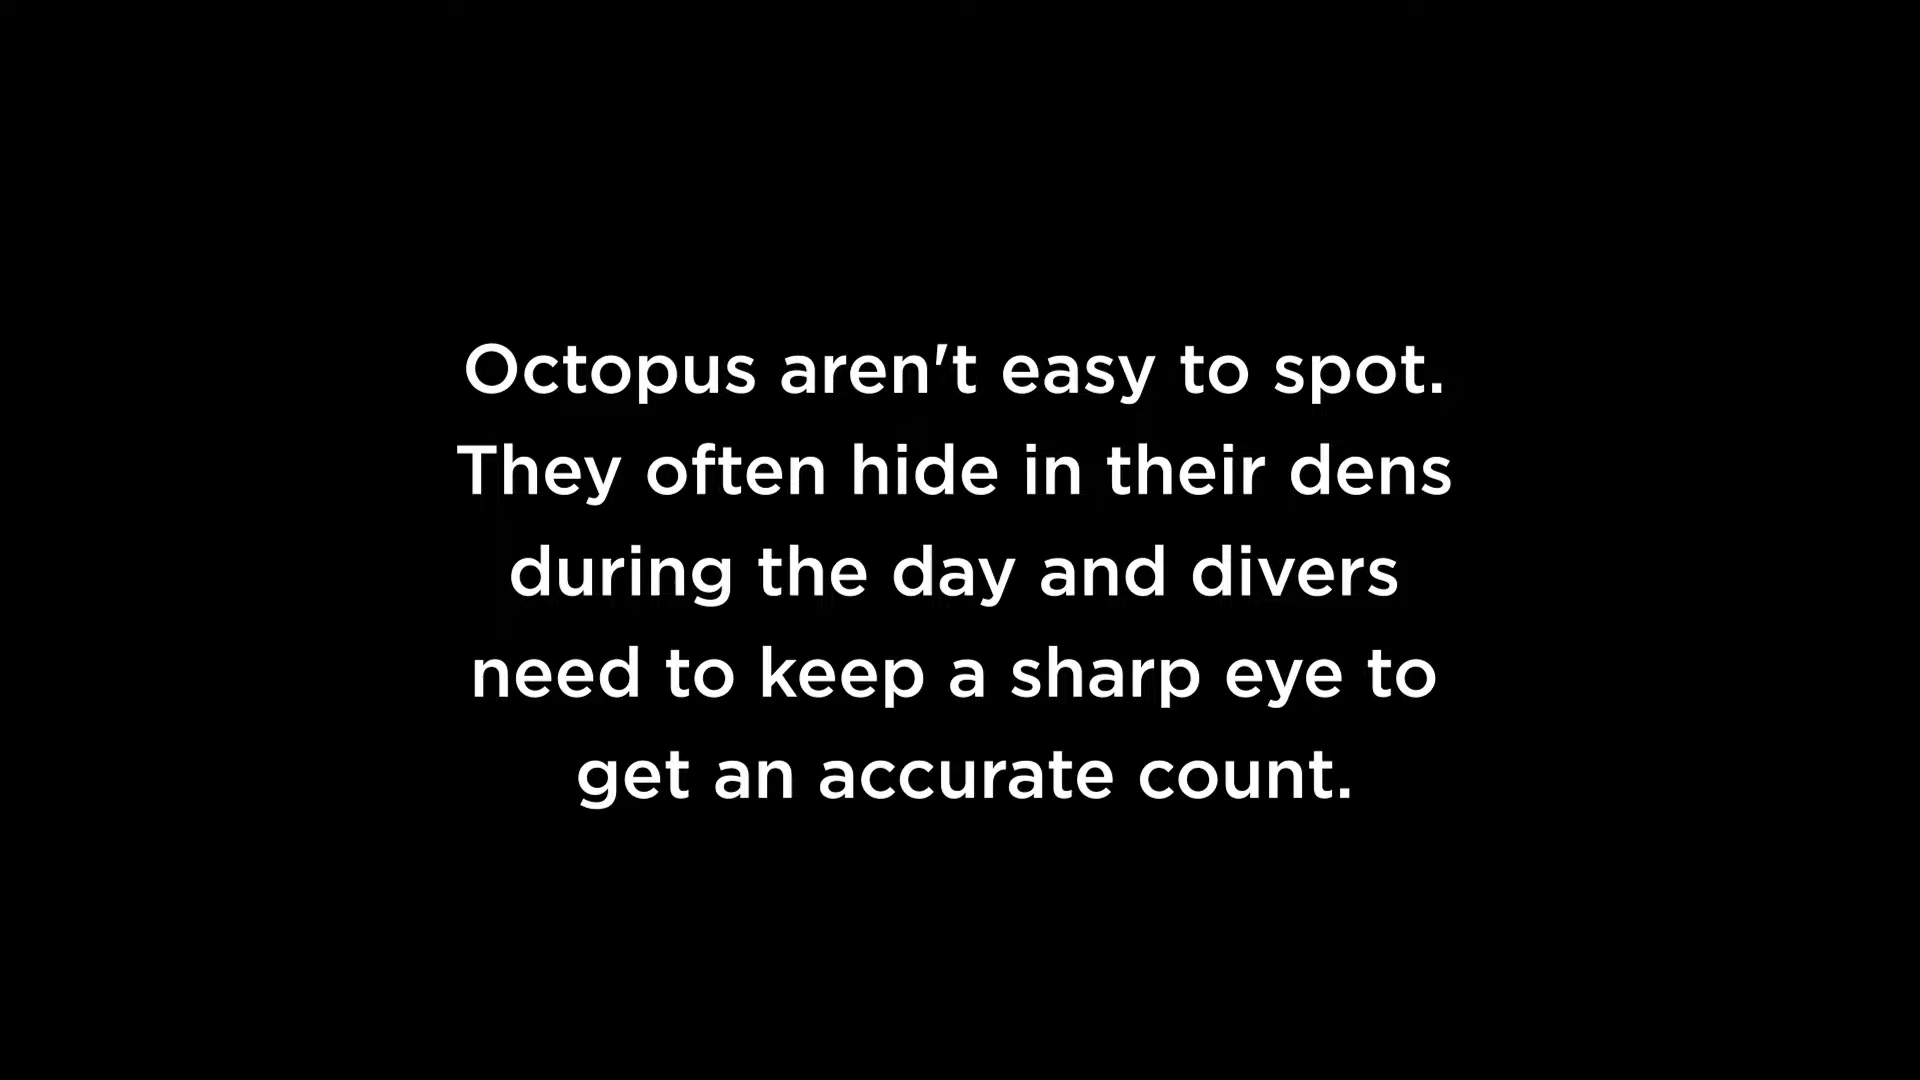 Octopus aren't easy to spot.
They often hide in their dens
during the day and divers
need to keep a sharp eye to
get an accurate count.